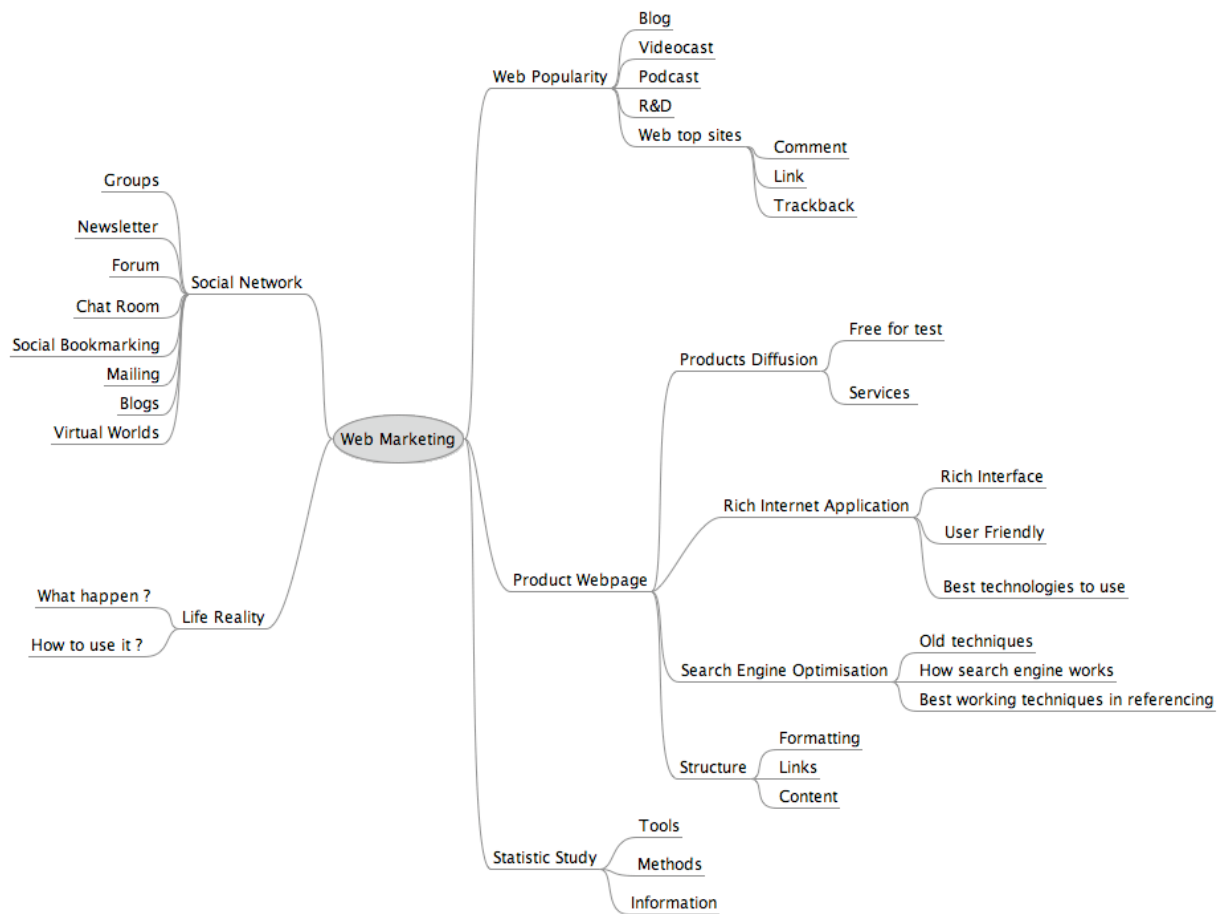 Web Marketing
Web Popularity
Blog
Videocast
Podcast
R&D
Web top sites
Comment
Link
Trackback
Product Webpage
Products Diffusion
Free for test
Services
Rich Internet Application
Rich Interface
User Friendly
Best technologies to use
Search Engine Optimisation
Old techniques
How search engine works
Best working techniques in referencing
Structure
Formatting
Links
Content
Statistic Study
Tools
Methods
Information
Social Network
Groups
Newsletter
Forum
Chat Room
Social Bookmarking
Mailing
Blogs
Virtual Worlds
Life Reality
What happen ?
How to use it ?